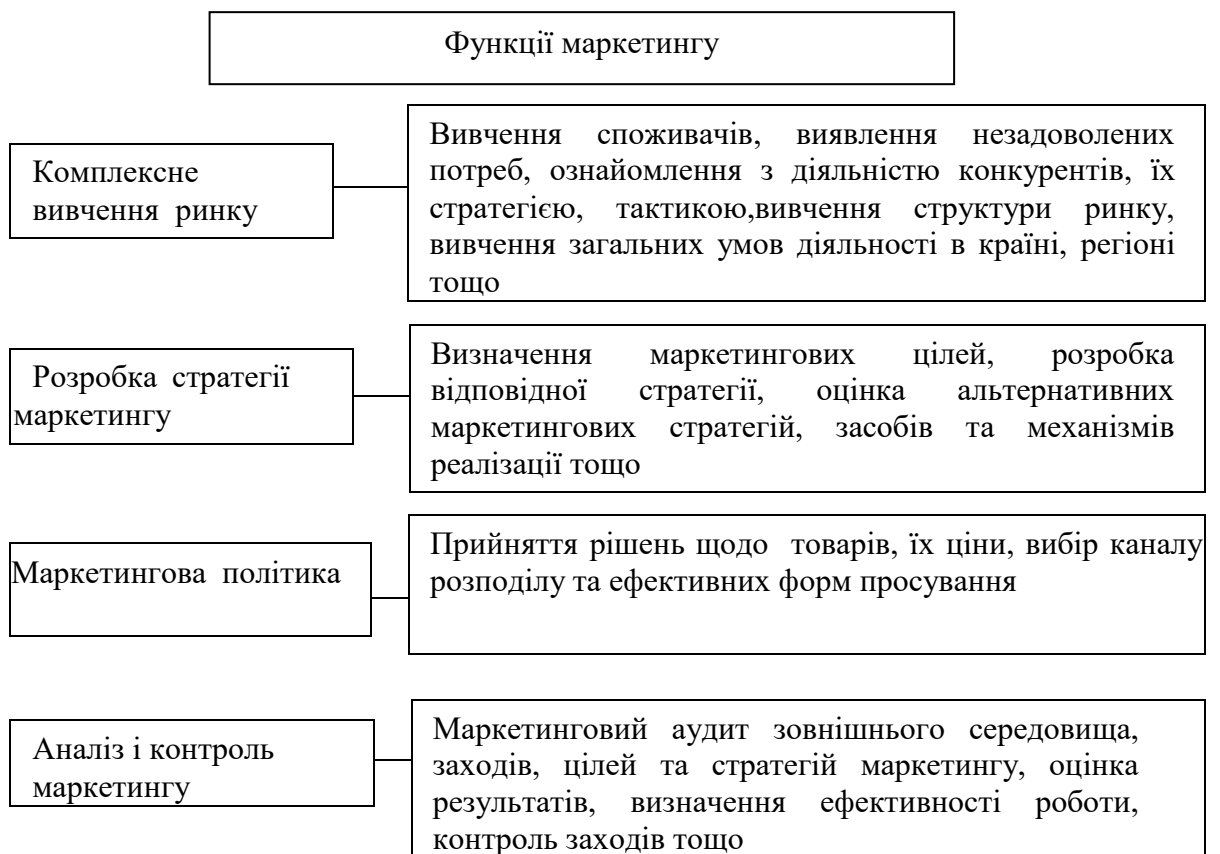 Функції маркетингу
Комплексне
вивчення ринку
Вивчення споживачів, виявлення незадоволених
потреб, ознайомлення з діяльністю конкурентів, їх
стратегією, тактикою,вивчення структури ринку,
вивчення загальних умов діяльності в країні, регіоні
тощо
Розробка стратегії
маркетингу
Визначення маркетингових цілей, розробка
відповідної стратегії, оцінка альтернативних
маркетингових стратегій, засобів та механізмів
реалізації тощо
Маркетингова політика
Прийняття рішень щодо товарів, їх ціни, вибір каналу
розподілу та ефективних форм просування
Аналіз і контроль
маркетингу
Маркетинговий аудит зовнішнього середовища,
заходів, цілей та стратегій маркетингу, оцінка
результатів, визначення ефективності роботи,
контроль заходів тощо